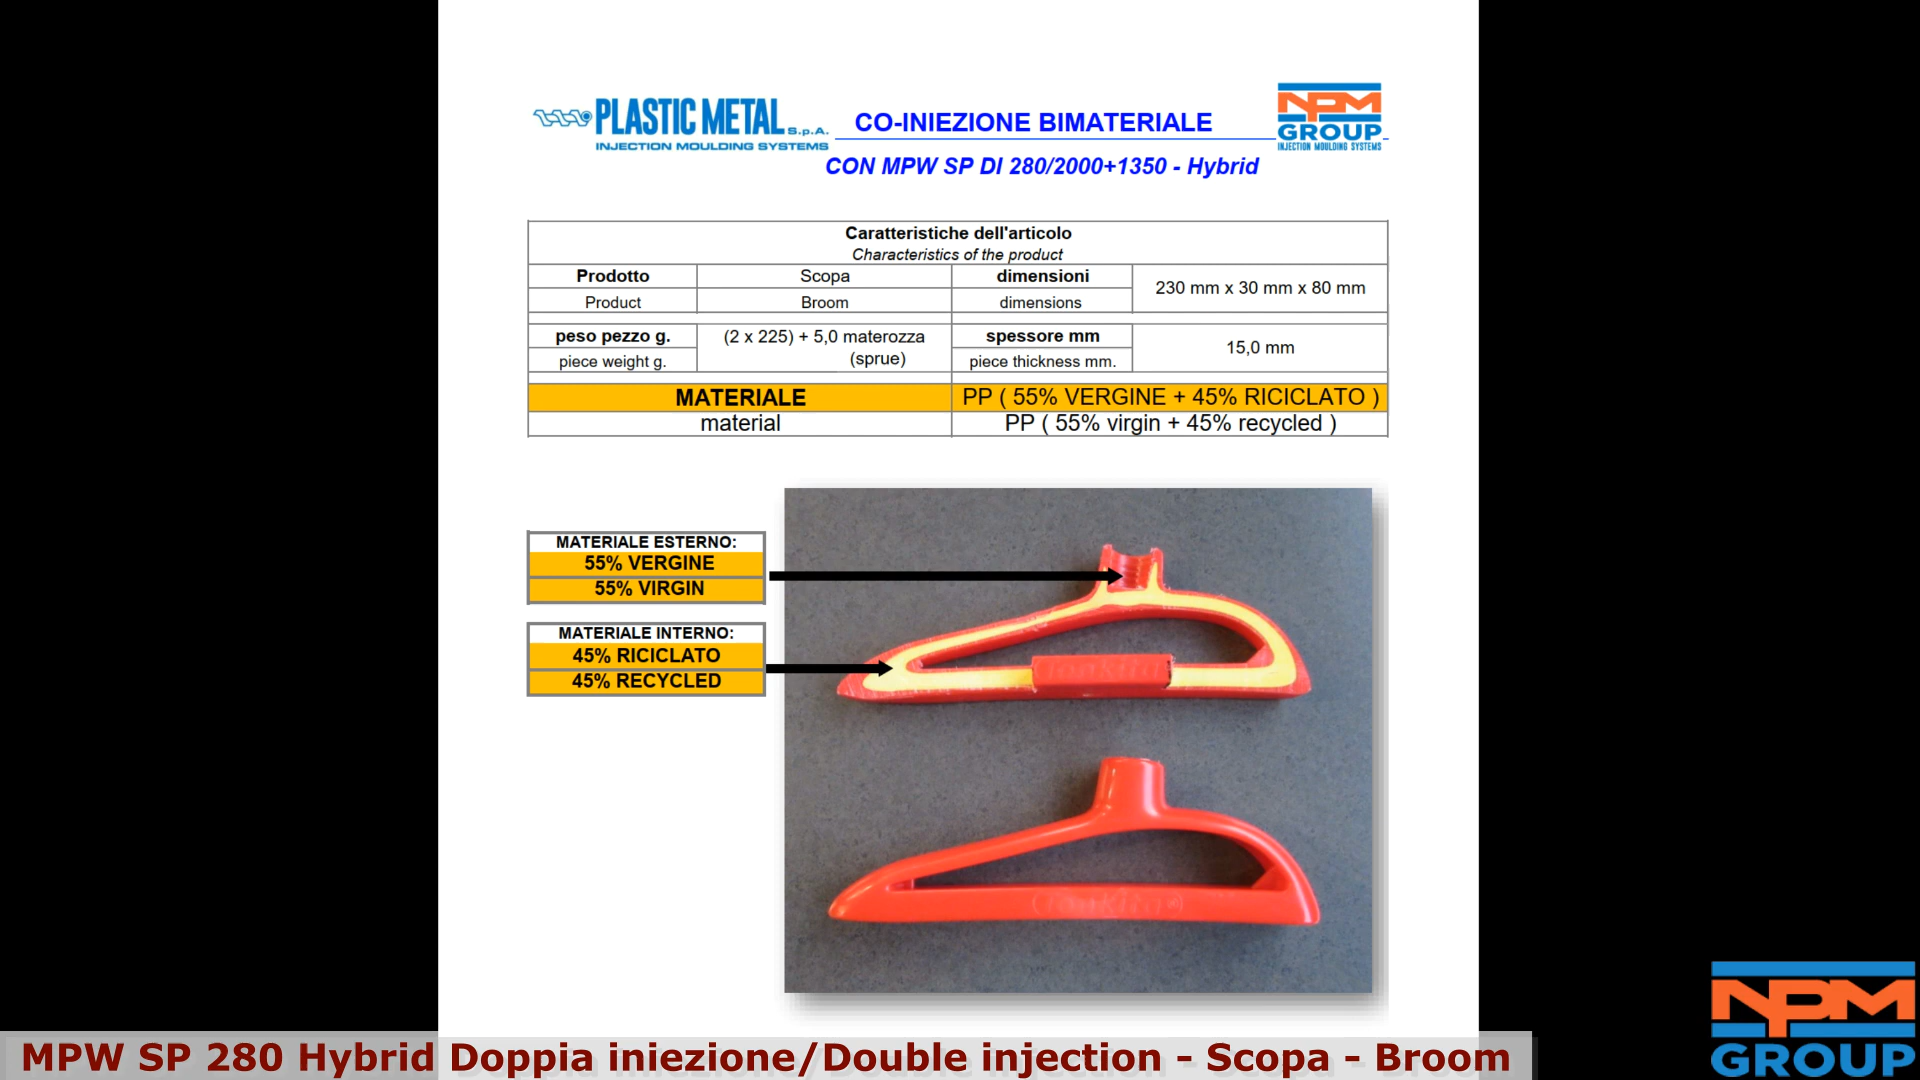 PLASTIC METAL S.p.A.
INJECTION MOULDING SYSTEMS
CO-INIEZIONE BIMATERIALE
NPM
GROUP
INJECTION MOULDING SYSTEMS
CON MPW SP DI 280/2000+1350 - Hybrid
Caratteristiche dell'articolo
Characteristics of the product
Prodotto Scopa dimensioni 230 mm x 30 mm x 80 mm
Product Broom dimensions
peso pezzo g. (2 x 225) + 5,0 materozza spessore mm 15,0 mm
piece weight g. (sprue) piece thickness mm.
MATERIALE PP ( 55% VERGINE + 45% RICICLATO )
material PP ( 55% virgin + 45% recycled )
MATERIALE ESTERNO:
55% VERGINE
55% VIRGIN
MATERIALE INTERNO:
45% RICICLATO
45% RECYCLED
MPW SP 280 Hybrid Doppia iniezione/Double injection - Scopa - Broom
NPM
GROUP